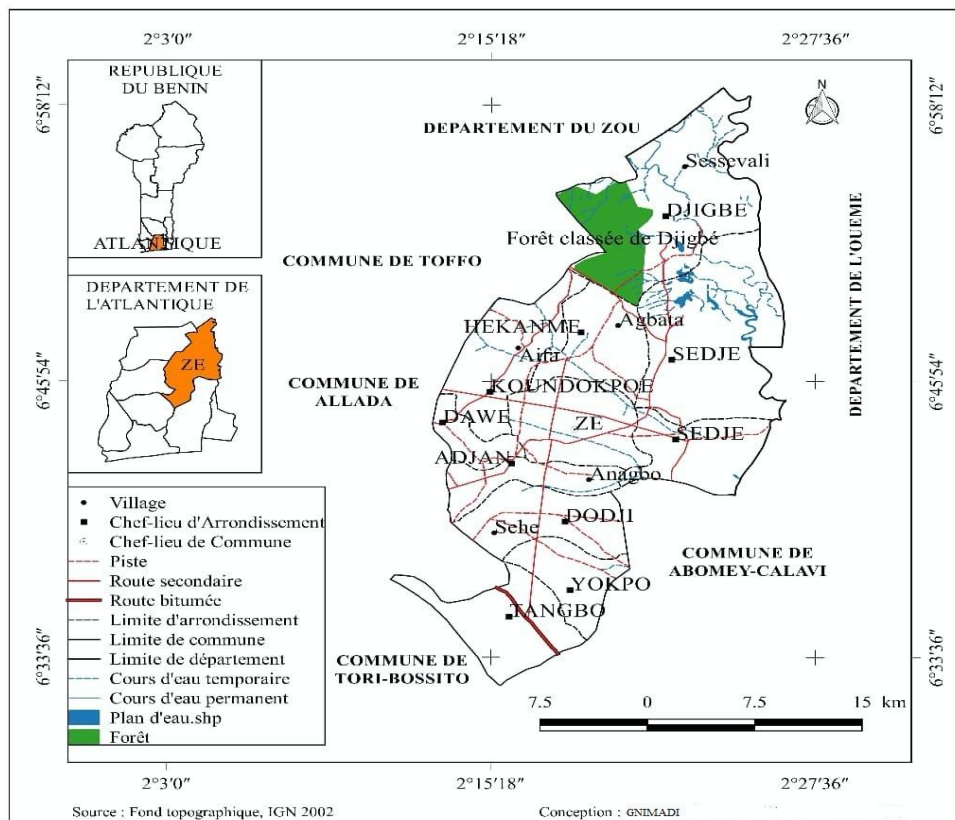 2°3′0″
2°15′18″
2°27′36″
REPUBLIQUE
DU BENIN
ATLANTIQUE
6°58′12″
6°58′12″
N
DEPARTEMENT DU ZOU
Sessevali
DJIGBE
Forêt classée de Djigbé
COMMUNE DE TOFFO
DEPARTEMENT DE L'OUEME
DEPARTEMENT DE
L'ATLANTIQUE
ZE
HEKANME
Agbata
Aifa
SEDJE
6°45′54″
6°45′54″
COMMUNE DE
ALLADA
KOUNDOKPOE
DAWE
ZE
SEDJE
ADJAN
Anagbo
DODJI
Sehe
COMMUNE DE
ABOMEY-CALAVI
YOKPO
TANGBO
COMMUNE DE
TORI-BOSSITO
6°33′36″
6°33′36″
Village
Chef-lieu d'Arrondissement
Chef-lieu de Commune
Piste
Route secondaire
Route bitumée
Limite d'arrondissement
Limite de commune
Limite de département
Cours d'eau temporaire
Cours d'eau permanent
Plan d'eau.shp
Forêt
7.5 0 7.5 15 km
2°3′0″
2°15′18″
2°27′36″
Source : Fond topographique, IGN 2002
Conception : GNIMADI